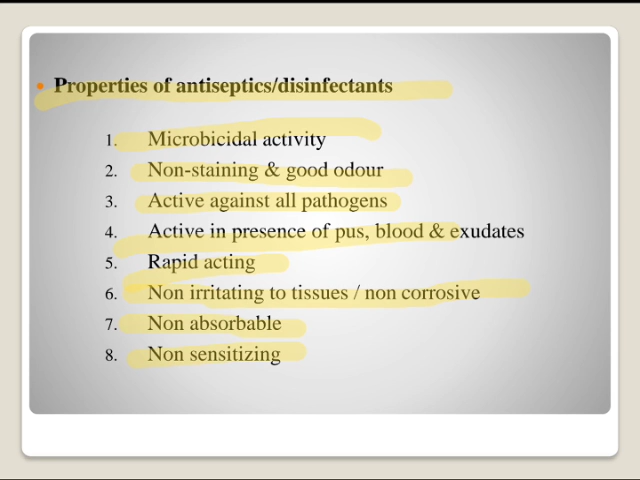 • Properties of antiseptics/disinfectants
1. Microbicidal activity
2. Non-staining & good odour
3. Active against all pathogens
4. Active in presence of pus, blood & exudates
5. Rapid acting
6. Non irritating to tissues / non corrosive
7. Non absorbable
8. Non sensitizing